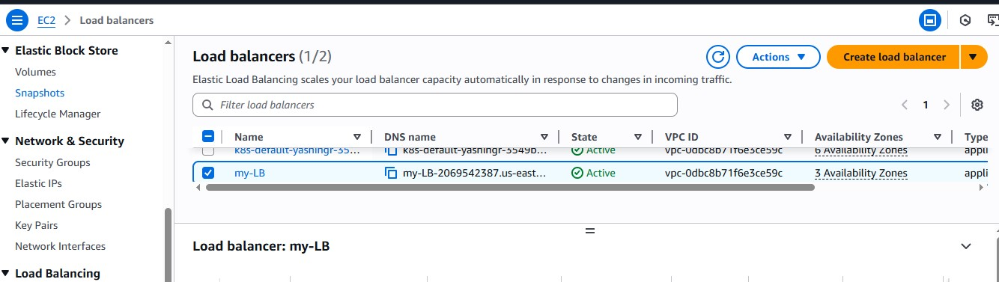 EC2 > Load balancers
Elastic Block Store
Volumes
Snapshots
Lifecycle Manager
Network & Security
Security Groups
Elastic IPs
Placement Groups
Key Pairs
Network Interfaces
Load Balancing
Load balancers (1/2)
Actions
Create load balancer
Elastic Load Balancing scales your load balancer capacity automatically in response to changes in incoming traffic.
Filter load balancers
1
Name DNS name State VPC ID Availability Zones Type
k8s-default-yashingr-35... k8s-default-yashingr-3549b... Active vpc-0dbc8b71f6e3ce59c 6 Availability Zones appli
my-LB my-LB-2069542387.us-east... Active vpc-0dbc8b71f6e3ce59c 3 Availability Zones appli
Load balancer: my-LB